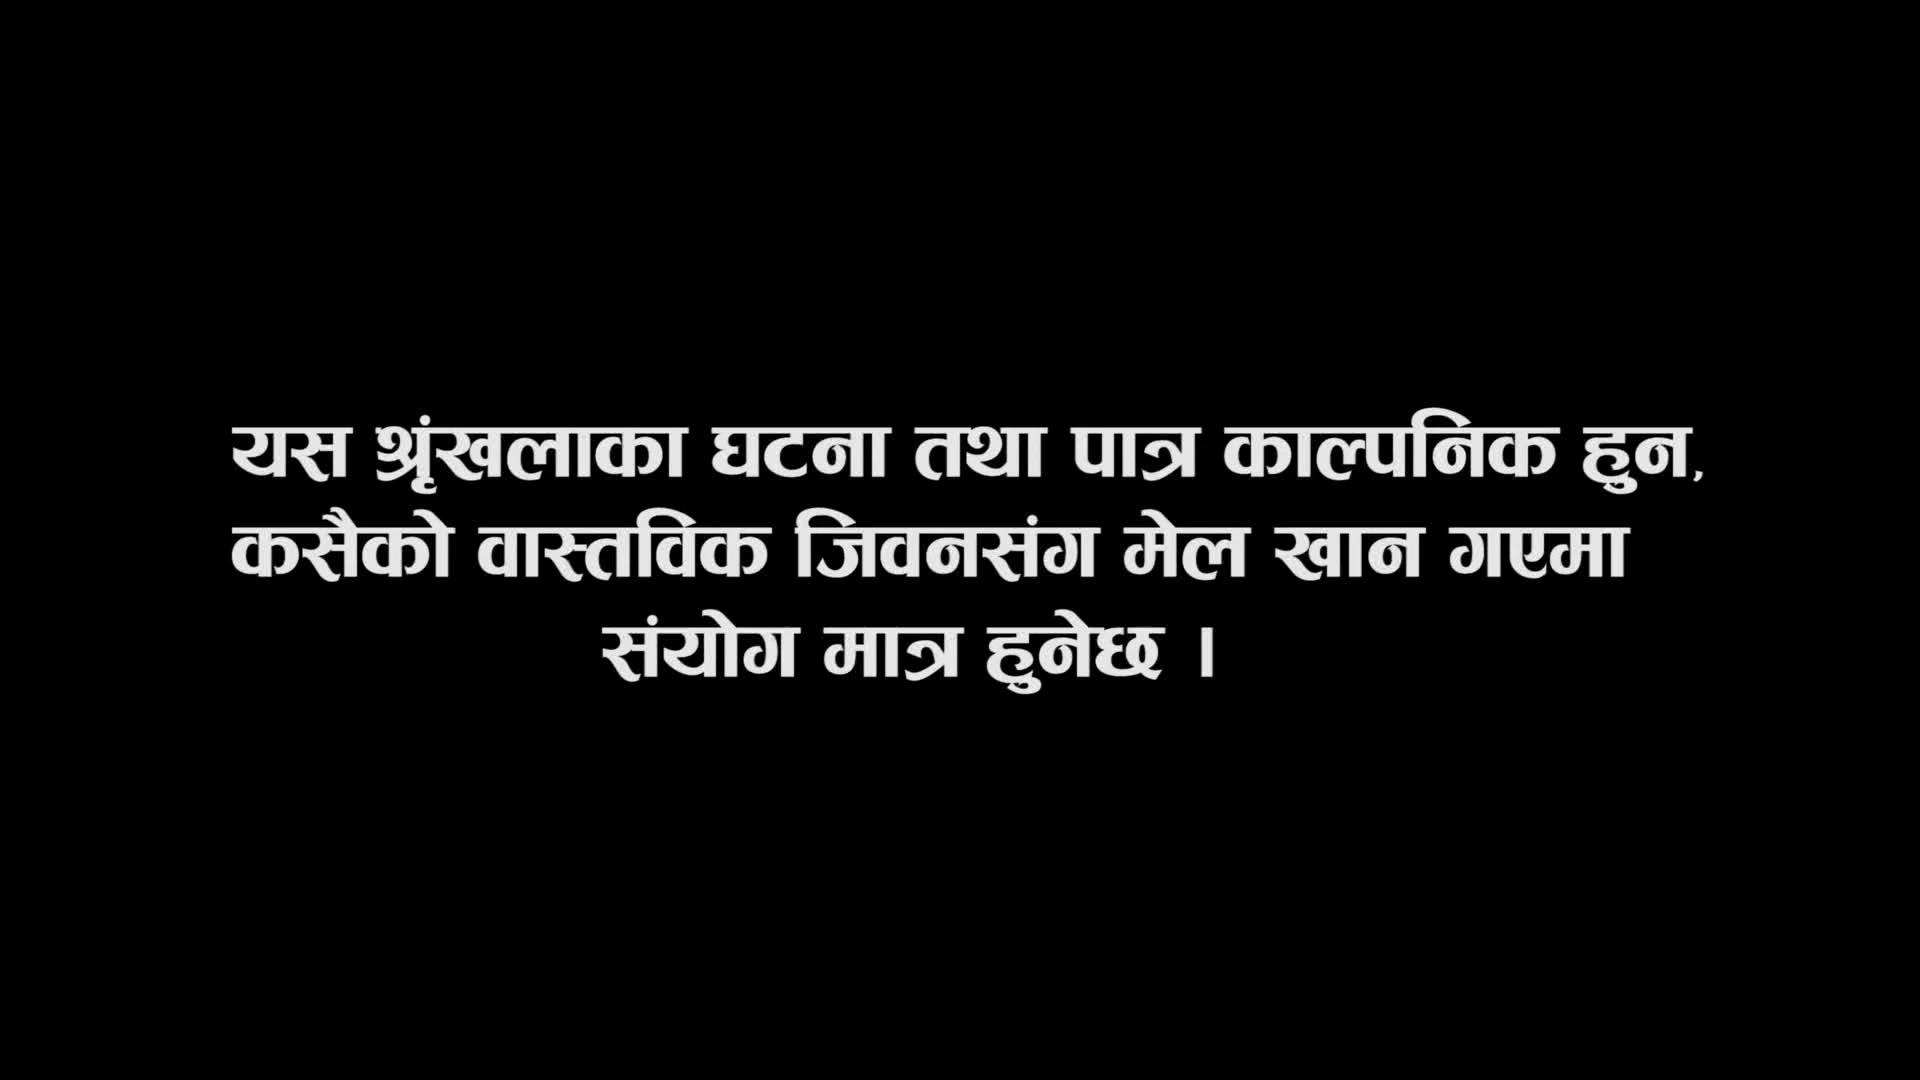 यस श्रृंखलाका घटना तथा पात्र काल्पनिक हुन,
कसैको वास्तविक जिवनसंग मेल खान गएमा
संयोग मात्र हुनेछ ।